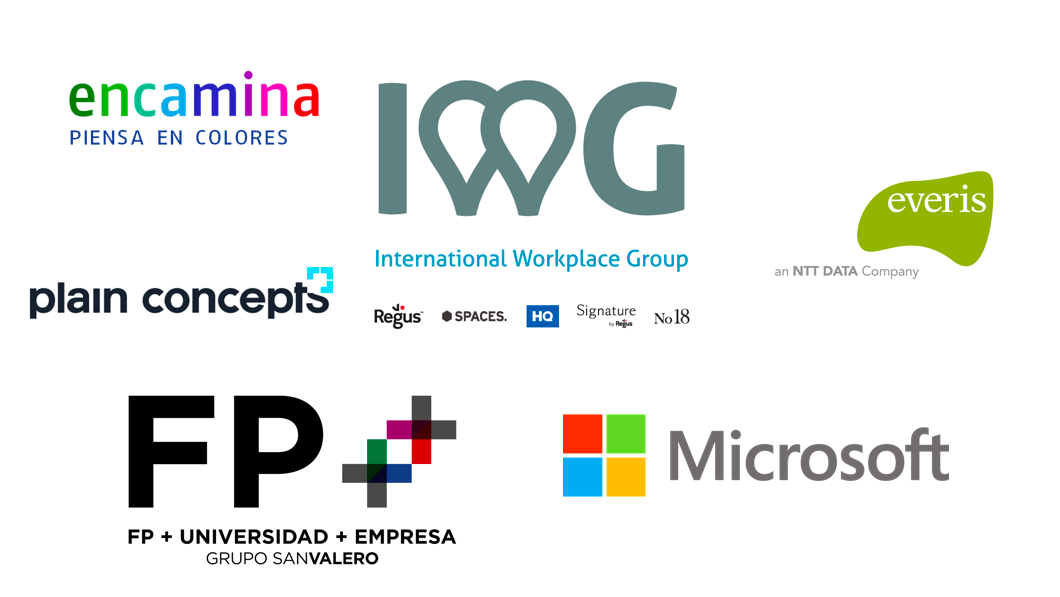 encamina
PIENSA EN COLORES
IWG
International Workplace Group
Regus
SPACES.
HQ
Signature
by Regus
No18
everis
an NTT DATA Company
plain concepts
FP
FP + UNIVERSIDAD + EMPRESA
GRUPO SANVALERO
Microsoft